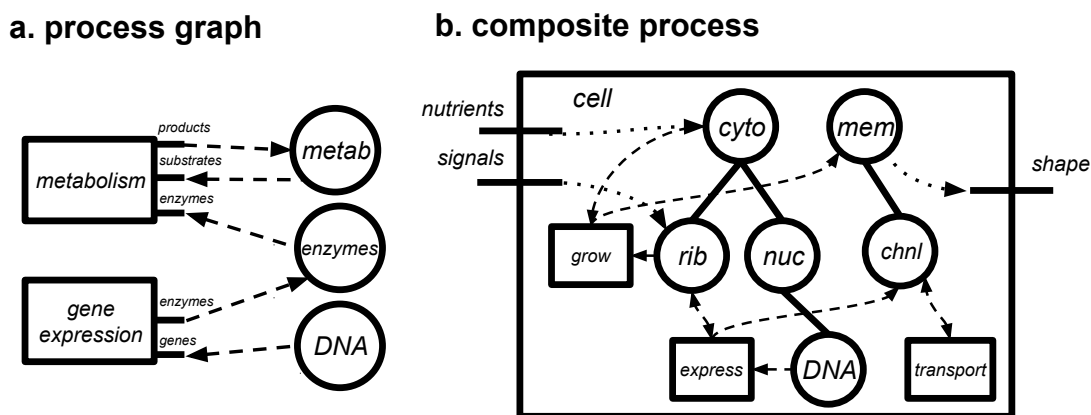 a. process graph
products
substrates
enzymes
metabolism
metab
enzymes
enzymes
genes
gene
expression
DNA
b. composite process
nutrients
signals
cell
cyto
mem
shape
grow
rib
nuc
chnl
express
DNA
transport